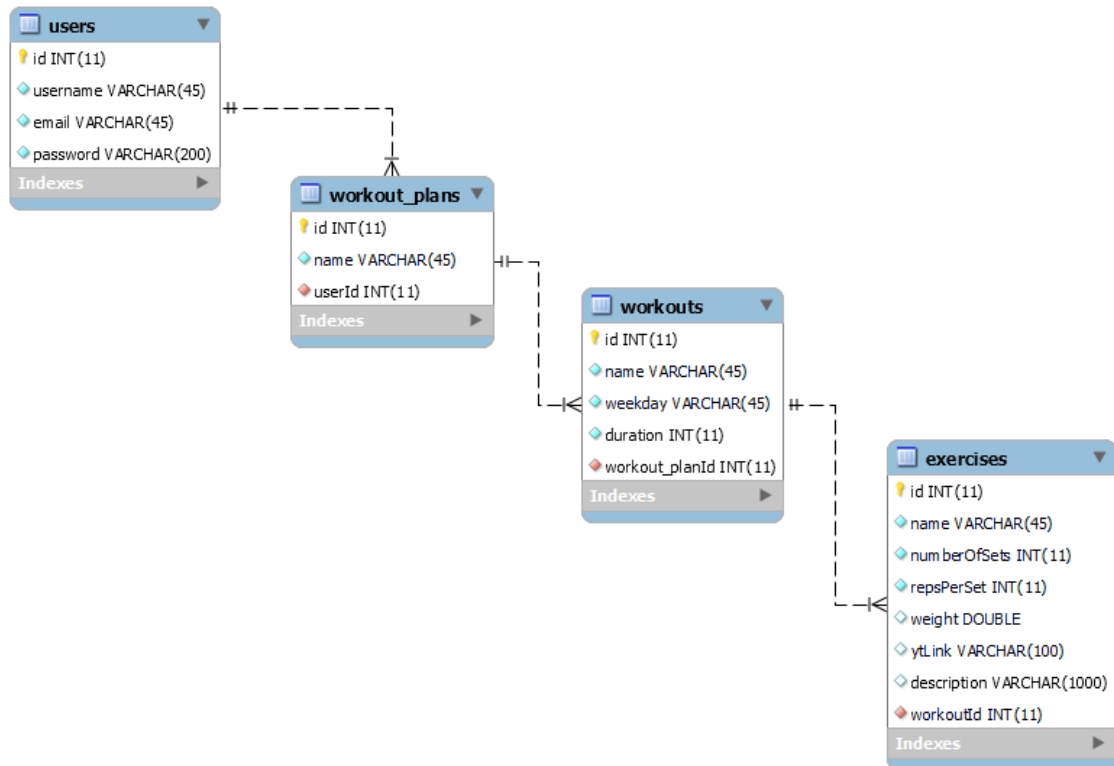 users
id INT(11)
username VARCHAR(45)
email VARCHAR(45)
password VARCHAR(200)
Indexes
workout_plans
id INT(11)
name VARCHAR(45)
userId INT(11)
Indexes
workouts
id INT(11)
name VARCHAR(45)
weekday VARCHAR(45)
duration INT(11)
workout_planId INT(11)
Indexes
exercises
id INT(11)
name VARCHAR(45)
numberOfSets INT(11)
repsPerSet INT(11)
weight DOUBLE
ytLink VARCHAR(100)
description VARCHAR(1000)
workoutId INT(11)
Indexes